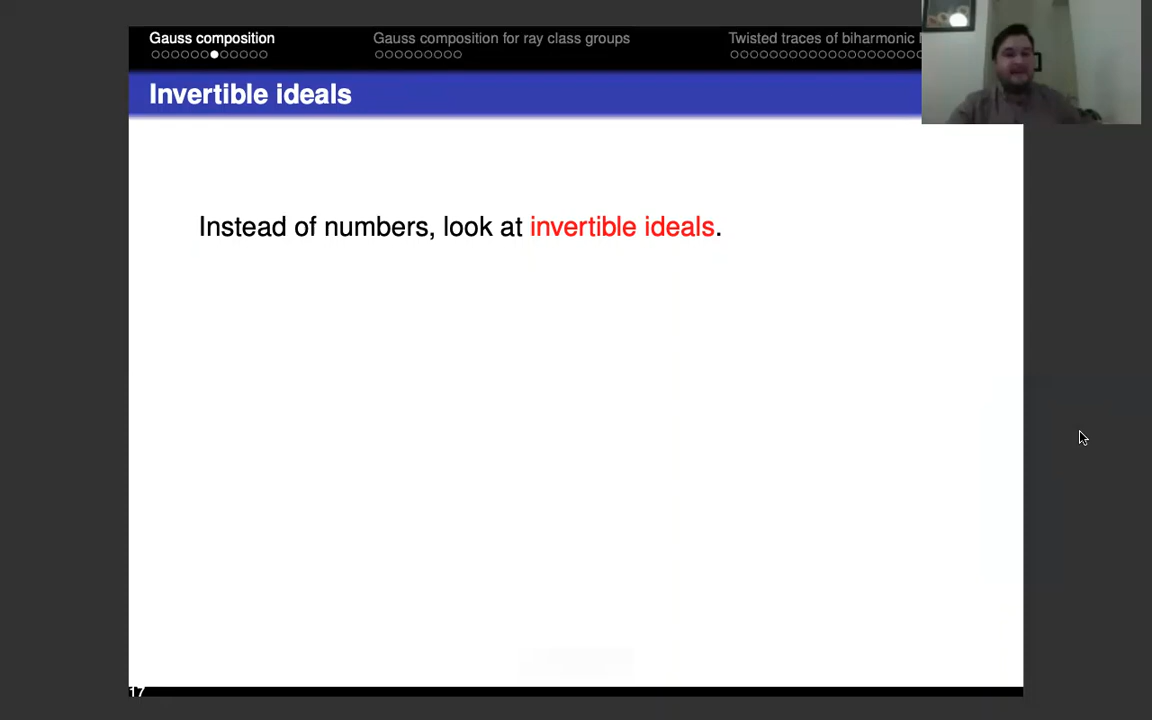 Gauss composition
Gauss composition for ray class groups
Twisted traces of biharmonic
Invertible ideals
Instead of numbers, look at invertible ideals.
17